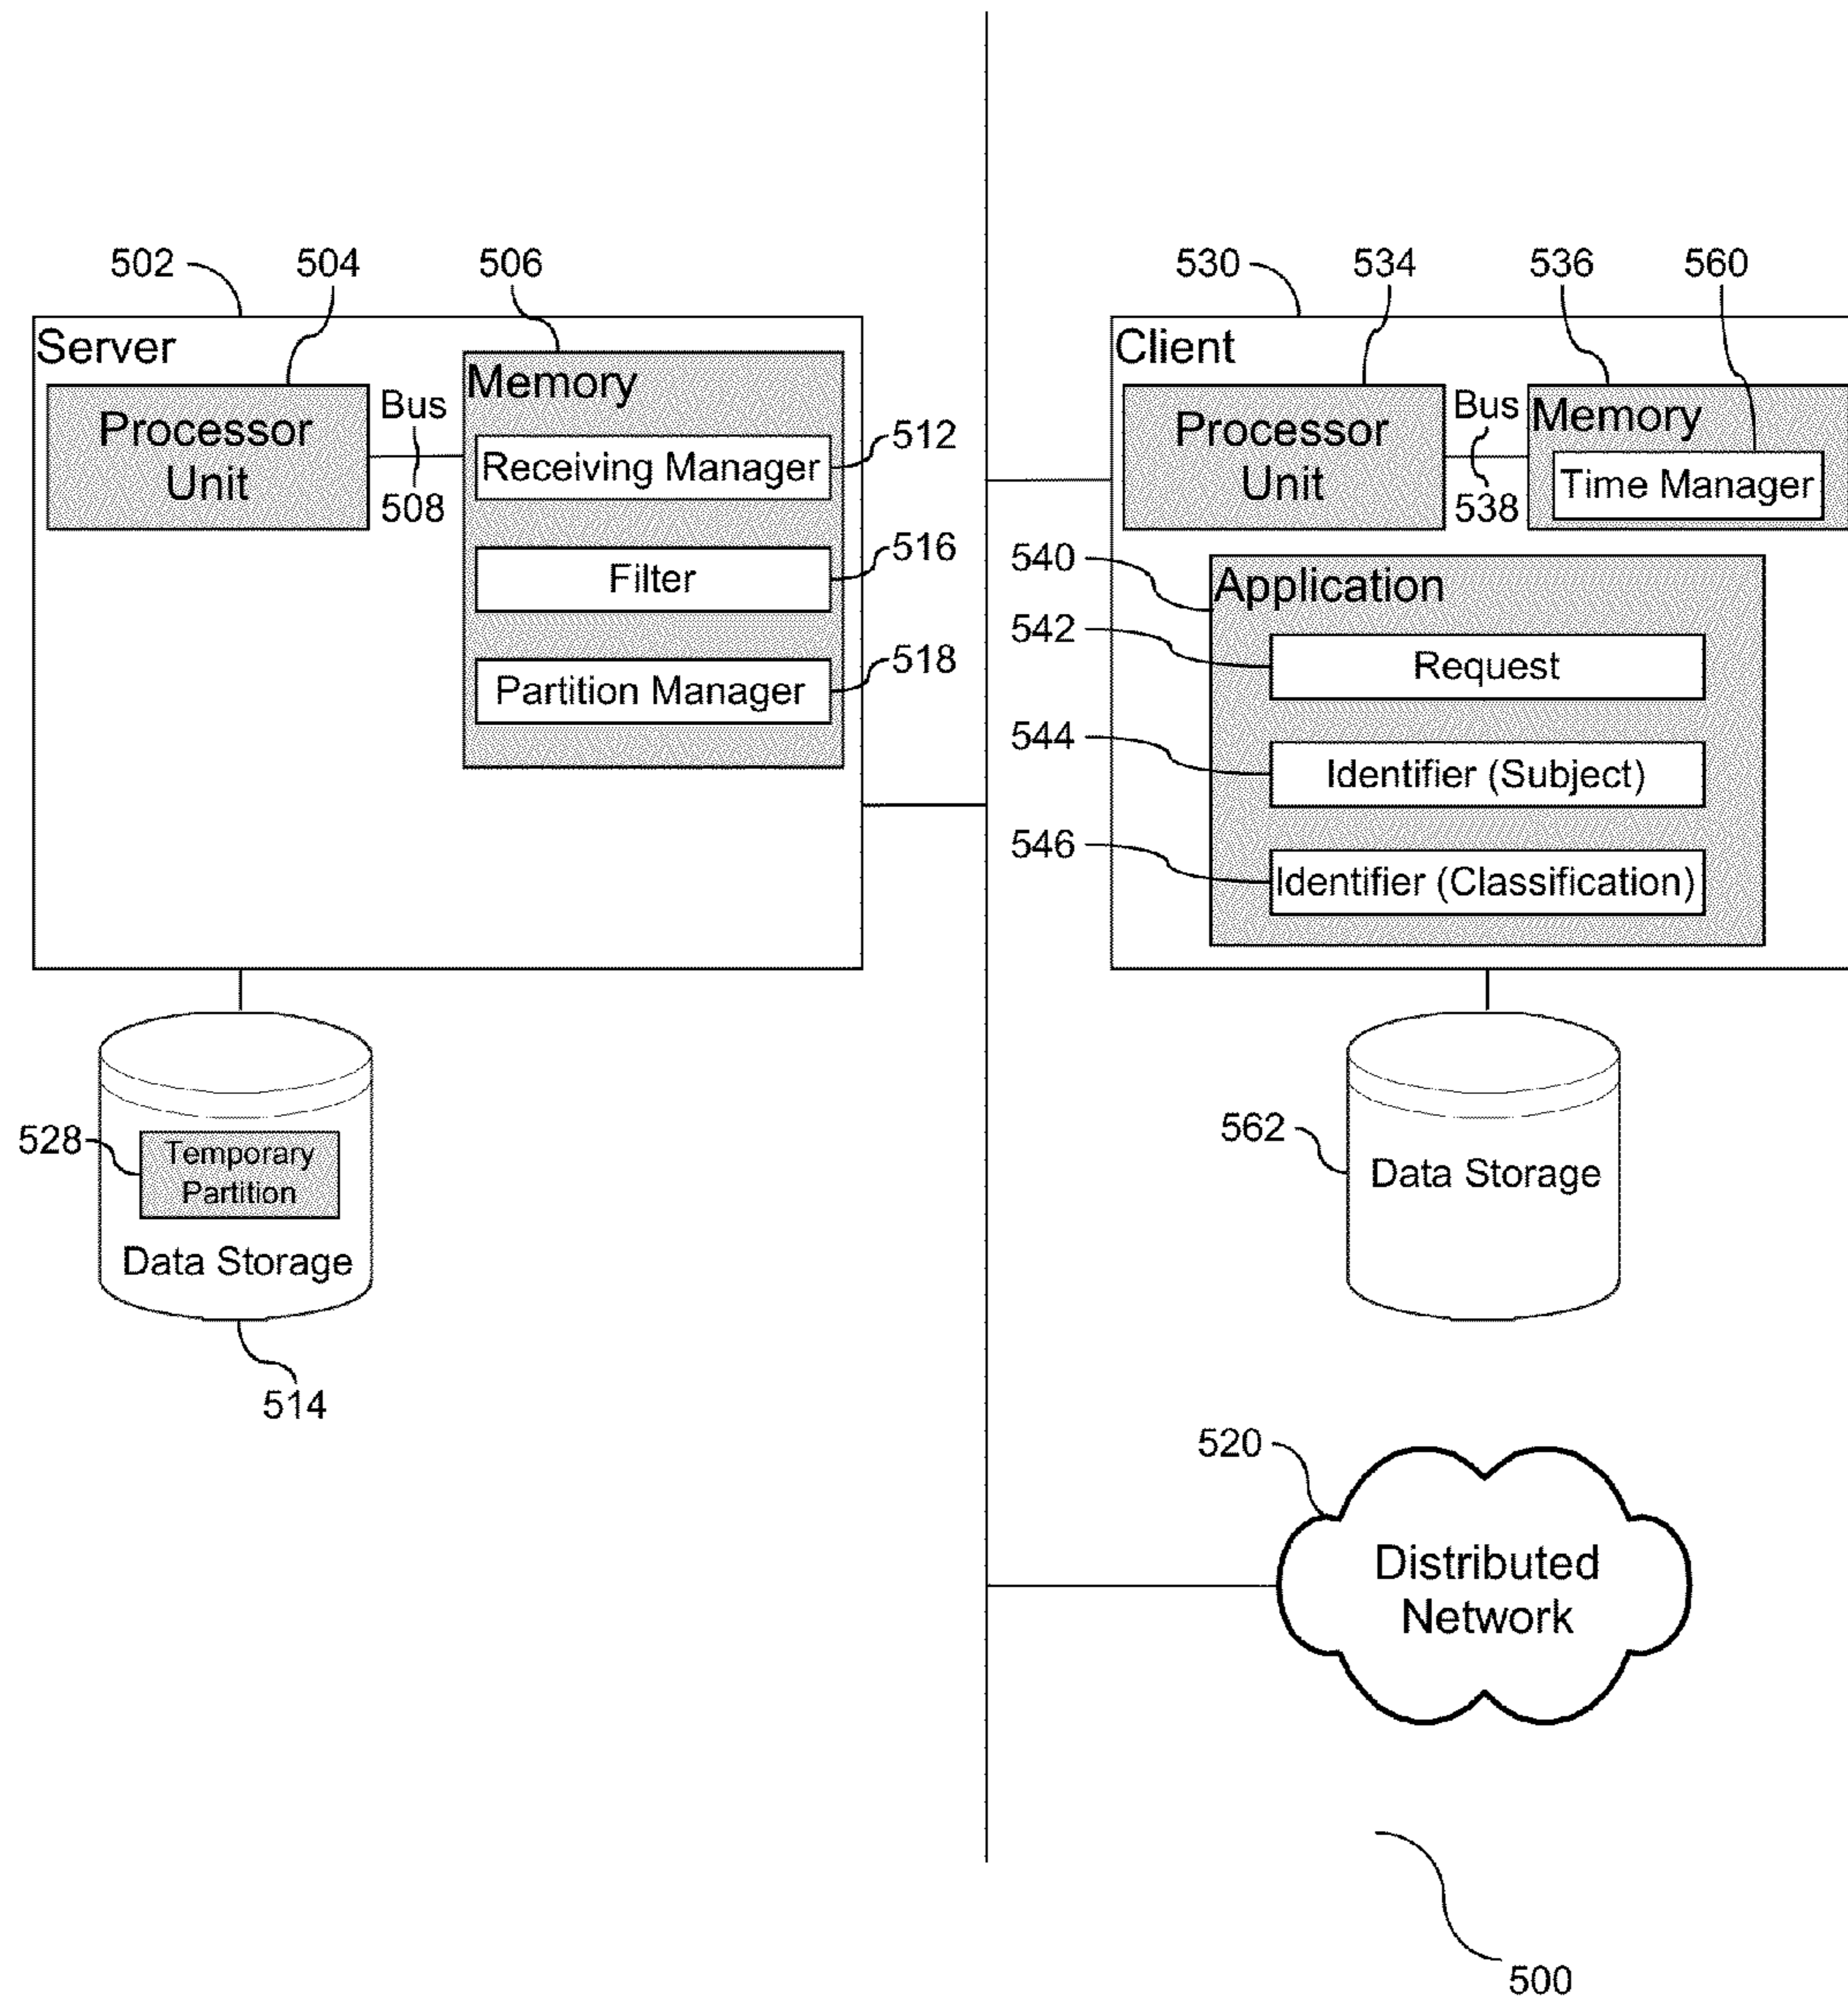 502
504
506
Server
Processor
Unit
Bus
508
Memory
Receiving Manager
512
Filter
516
Partition Manager
518
528
Temporary
Partition
Data Storage
514
530
534
536
560
Client
Processor
Unit
Bus
538
Memory
Time Manager
540
Application
542
Request
544
Identifier (Subject)
546
Identifier (Classification)
562
Data Storage
520
Distributed
Network
500